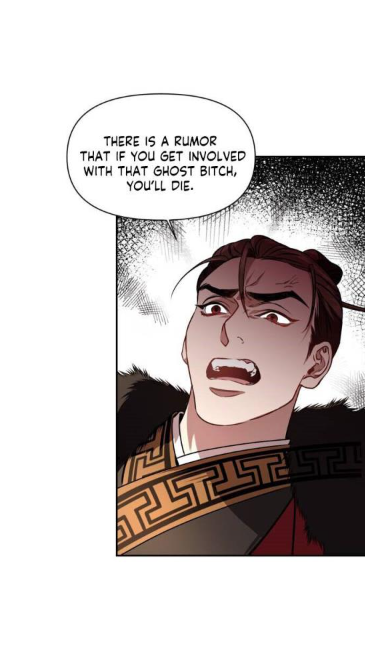 THERE IS A RUMOR
THAT IF YOU GET INVOLVED
WITH THAT GHOST BITCH,
YOU'LL DIE.